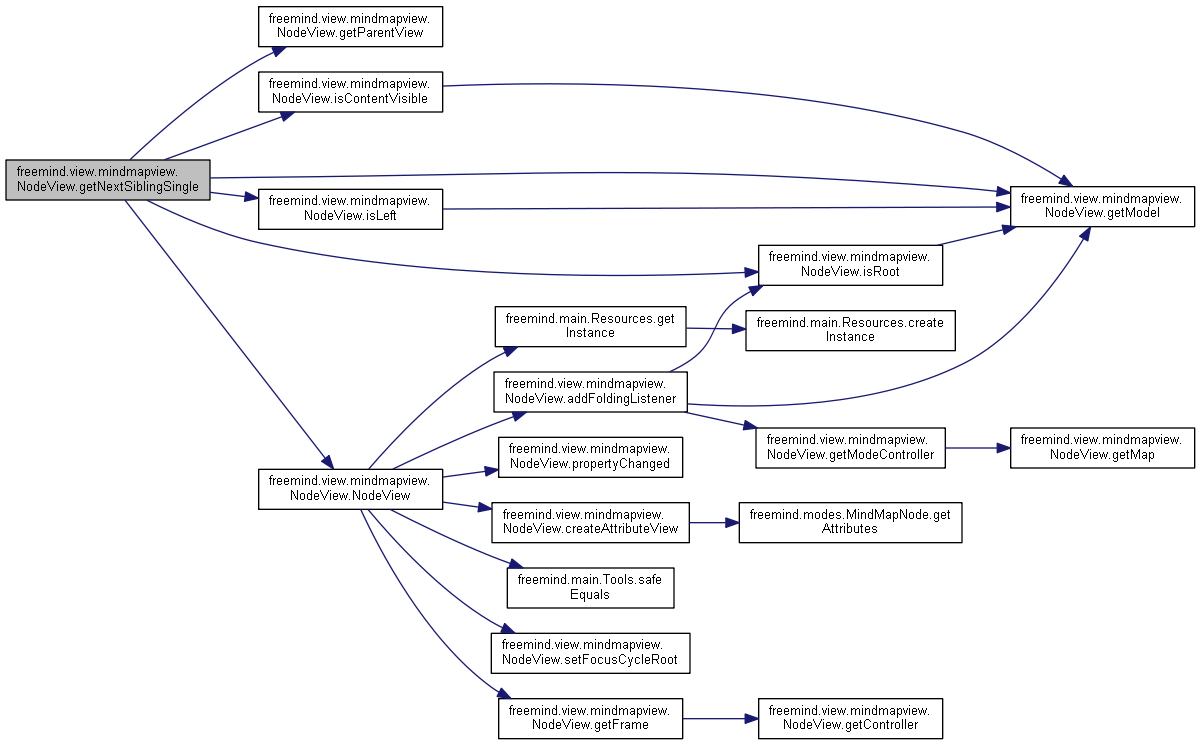 freemind.view.mindmapview.
NodeView.getParentView
freemind.view.mindmapview.
NodeView.isContentVisible
freemind.view.mindmapview.
NodeView.getNextSiblingSingle
freemind.view.mindmapview.
NodeView.isLeft
freemind.view.mindmapview.
NodeView.getModel
freemind.view.mindmapview.
NodeView.isRoot
freemind.main.Resources.get
Instance
freemind.main.Resources.create
Instance
freemind.view.mindmapview.
NodeView.addFoldingListener
freemind.view.mindmapview.
NodeView.propertyChanged
freemind.view.mindmapview.
NodeView.getModeController
freemind.view.mindmapview.
NodeView.getMap
freemind.view.mindmapview.
NodeView.NodeView
freemind.view.mindmapview.
NodeView.createAttributeView
freemind.modes.MindMapNode.get
Attributes
freemind.main.Tools.safe
Equals
freemind.view.mindmapview.
NodeView.setFocusCycleRoot
freemind.view.mindmapview.
NodeView.getFrame
freemind.view.mindmapview.
NodeView.getController